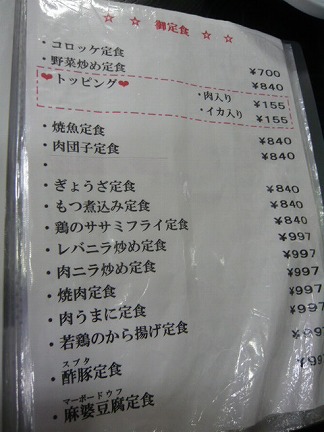 ☆ ☆ 御定食 ☆ ☆
・コロッケ定食 ¥700
・野菜炒め定食 ¥840
❤トッピング❤ ・肉入り ¥155
・イカ入り ¥155
・焼魚定食 ¥840
・肉団子定食 ¥840
・
・ぎょうざ定食 ¥840
・もつ煮込み定食 ¥840
・鶏のササミフライ定食 ¥840
・レバニラ炒め定食 ¥997
・肉ニラ炒め定食 ¥997
・焼肉定食 ¥997
・肉うまに定食 ¥997
・若鶏のから揚げ定食 ¥997
スブタ
・酢豚定食
マーボードウフ
・麻婆豆腐定食